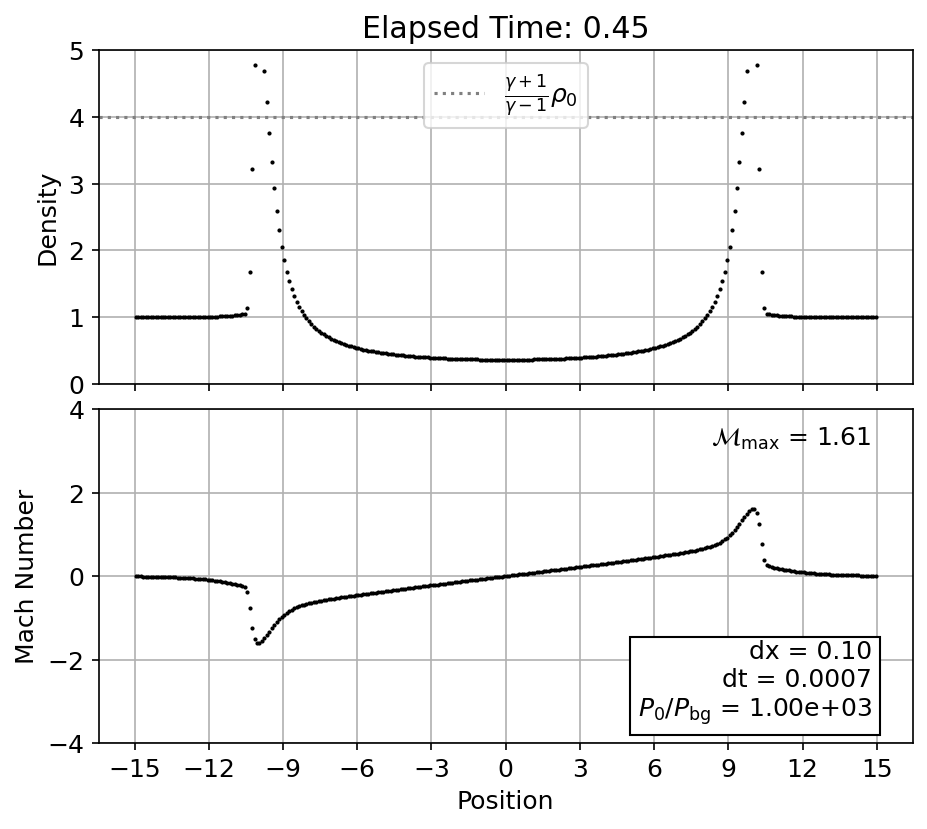 Elapsed Time: 0.45
5
4
3
2
1
0
Density
γ+1/γ−1 ρ₀
4
2
0
−2
−4
Mach Number
ℳmax = 1.61
dx = 0.10
dt = 0.0007
P₀/Pbg = 1.00e+03
−15 −12 −9 −6 −3 0 3 6 9 12 15
Position